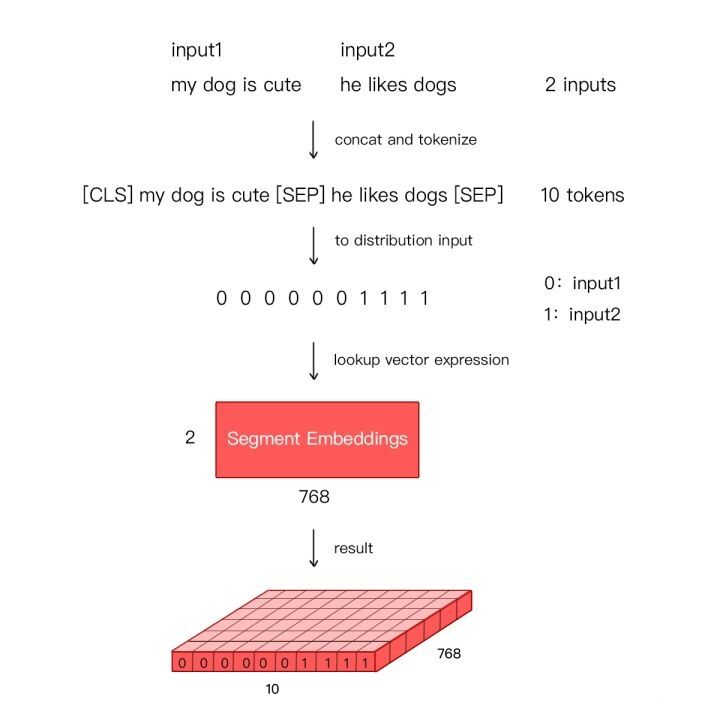 input1 input2
my dog is cute he likes dogs 2 inputs
concat and tokenize
[CLS] my dog is cute [SEP] he likes dogs [SEP] 10 tokens
to distribution input
0 0 0 0 0 0 1 1 1 1
0: input1
1: input2
lookup vector expression
2 Segment Embeddings
768
result
0 0 0 0 0 0 1 1 1 1
768
10